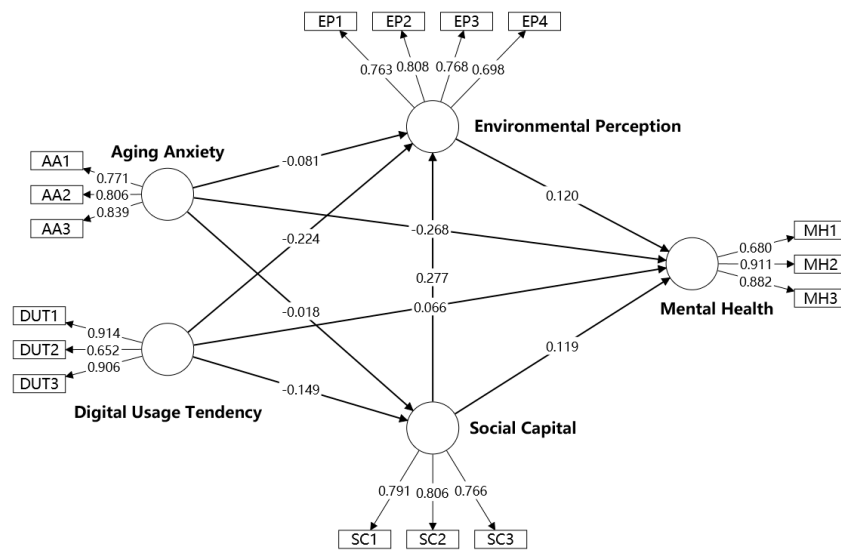 EP1 EP2 EP3 EP4
0.763 0.808 0.768 0.698
Environmental Perception
Aging Anxiety
AA1
AA2
AA3
0.771
0.806
0.839
-0.081
0.120
-0.224
-0.268
0.277
0.066
-0.018
-0.149
0.119
MH1
MH2
MH3
0.680
0.911
0.882
Mental Health
DUT1
DUT2
DUT3
0.914
0.652
0.906
Digital Usage Tendency
Social Capital
0.791 0.806 0.766
SC1 SC2 SC3